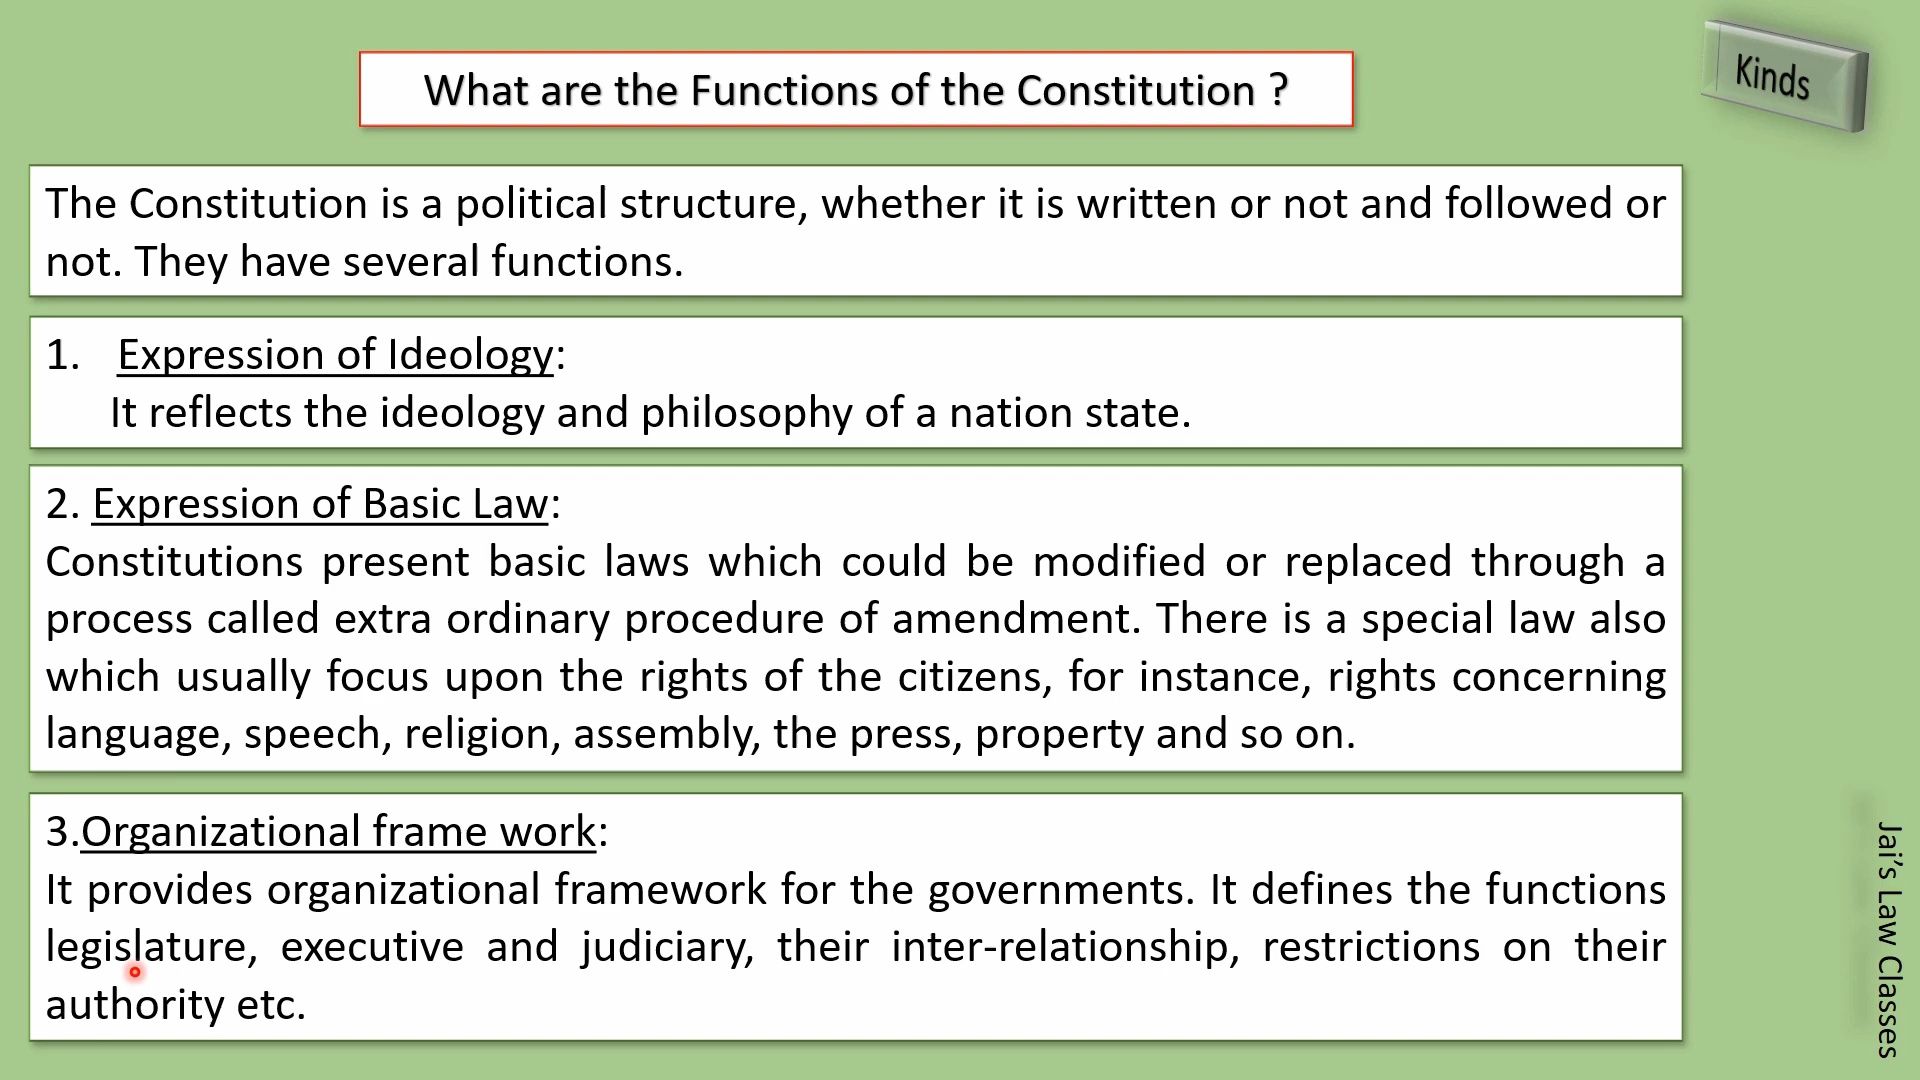 What are the Functions of the Constitution ?
Kinds
The Constitution is a political structure, whether it is written or not and followed or
not. They have several functions.
1. Expression of Ideology:
It reflects the ideology and philosophy of a nation state.
2. Expression of Basic Law:
Constitutions present basic laws which could be modified or replaced through a
process called extra ordinary procedure of amendment. There is a special law also
which usually focus upon the rights of the citizens, for instance, rights concerning
language, speech, religion, assembly, the press, property and so on.
3.Organizational frame work:
It provides organizational framework for the governments. It defines the functions
legislature, executive and judiciary, their inter-relationship, restrictions on their
authority etc.
Jai's Law Classes